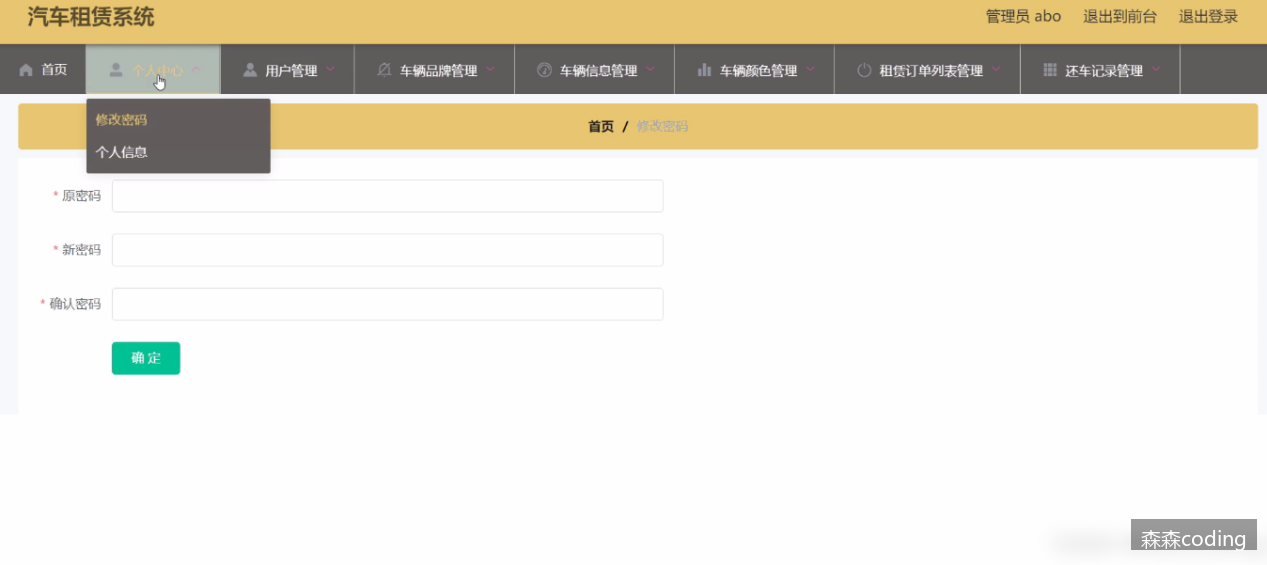 汽车租赁系统
管理员 abo 退出到前台 退出登录
首页 个人中心 用户管理 车辆品牌管理 车辆信息管理 车辆颜色管理 租赁订单列表管理 还车记录管理
修改密码
个人信息
首页 / 修改密码
* 原密码
* 新密码
* 确认密码
确定
森森coding